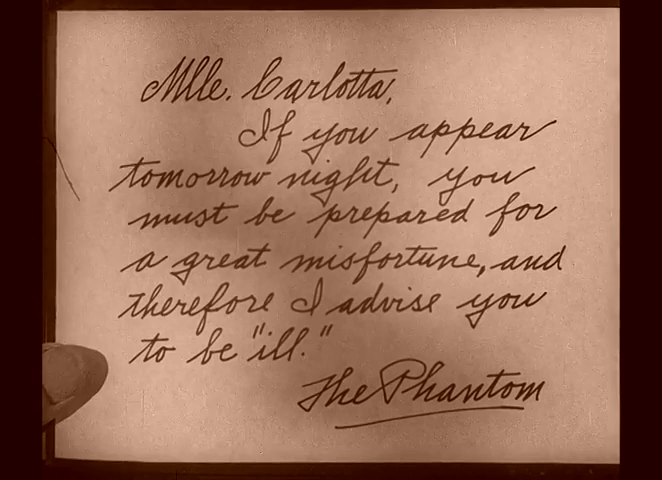 Mlle. Carlotta,
If you appear
tomorrow night, you
must be prepared for
a great misfortune, and
therefore I advise you
to be "ill."
The Phantom